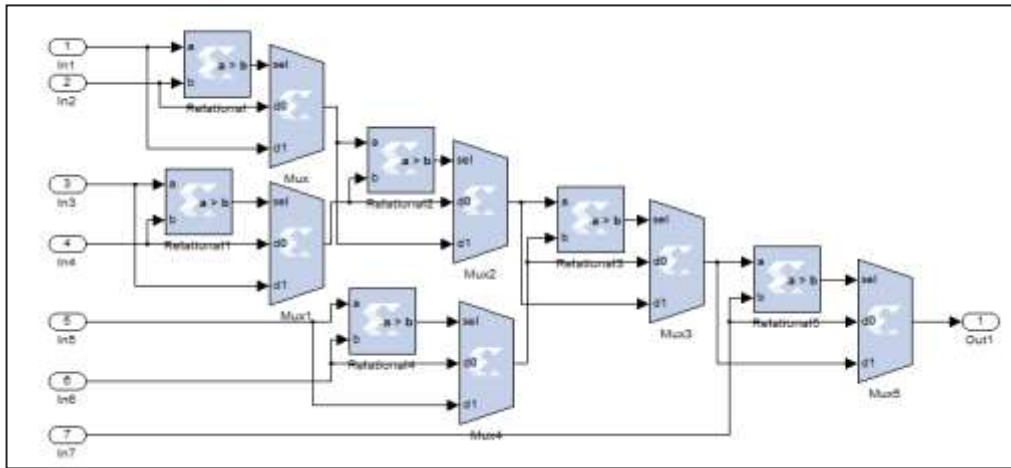 1
In1
2
In2
a
b
a > b
Relational
sel
d0
d1
Mux
3
In3
4
In4
a
b
a > b
Relational1
sel
d0
d1
Mux1
a
b
a > b
Relational2
sel
d0
d1
Mux2
a
b
a > b
Relational3
sel
d0
d1
Mux3
5
In5
6
In6
a
b
a > b
Relational4
sel
d0
d1
Mux4
a
b
a > b
Relational5
sel
d0
d1
Mux5
1
Out1
7
In7